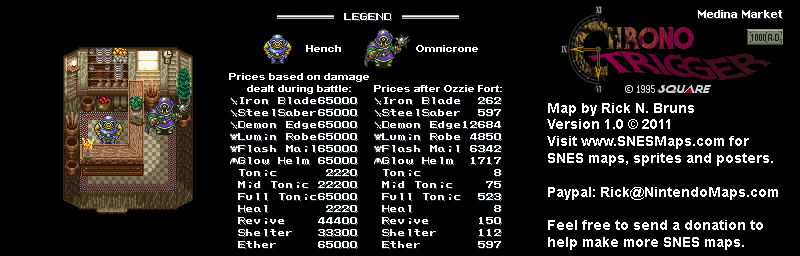 LEGEND
Hench
Omnicrone
Prices based on damage
dealt during battle:
Iron Blade 65000
SteelSaber 65000
Demon Edge 65000
Lumin Robe 65000
Flash Mail 65000
Glow Helm 65000
Tonic 2220
Mid Tonic 22200
Full Tonic 65000
Heal 2220
Revive 44400
Shelter 33300
Ether 65000
Prices after Ozzie Fort:
Iron Blade 262
SteelSaber 597
Demon Edge 12684
Lumin Robe 4850
Flash Mail 6342
Glow Helm 1717
Tonic 8
Mid Tonic 75
Full Tonic 523
Heal 8
Revive 150
Shelter 112
Ether 597
Medina Market
1000 A.D.
CHRONO
TRIGGER
© 1995 SQUARE
Map by Rick N. Bruns
Version 1.0 © 2011
Visit www.SNESMaps.com for
SNES maps, sprites and posters.
Paypal: Rick@NintendoMaps.com
Feel free to send a donation to
help make more SNES maps.